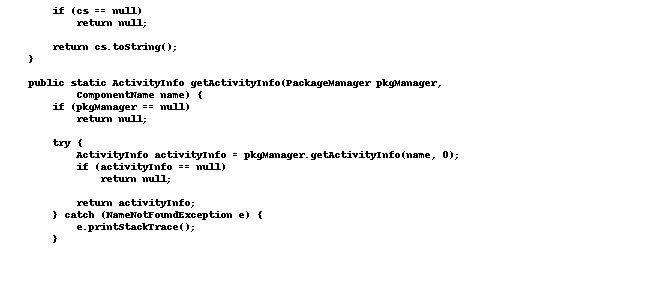 if (cs == null)
return null;
return cs.toString();
}
public static ActivityInfo getActivityInfo(PackageManager pkgManager,
ComponentName name) {
if (pkgManager == null)
return null;
try {
ActivityInfo activityInfo = pkgManager.getActivityInfo(name, 0);
if (activityInfo == null)
return null;
return activityInfo;
} catch (NameNotFoundException e) {
e.printStackTrace();
}